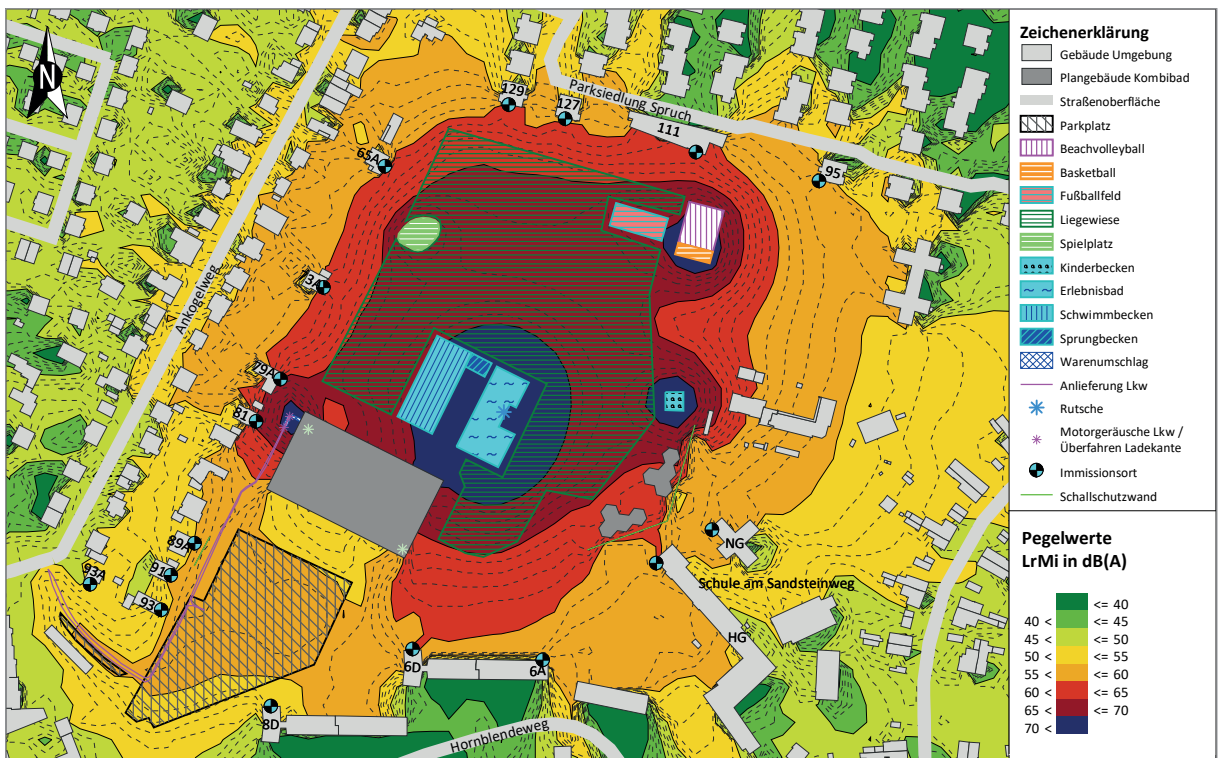 N
129
127
Parksiedlung Spruch
111
95
65A
73A
Ankogelweg
79A
81
89A
91
93A
93
NG
Schule am Sandsteinweg
HG
6D
6A
8D
Hornblendeweg
Zeichenerklärung
Gebäude Umgebung
Plangebäude Kombibad
Straßenoberfläche
Parkplatz
Beachvolleyball
Basketball
Fußballfeld
Liegewiese
Spielplatz
Kinderbecken
Erlebnisbad
Schwimmbecken
Sprungbecken
Warenumschlag
Anlieferung Lkw
Rutsche
Motorgeräusche Lkw /
Überfahren Ladekante
Immissionsort
Schallschutzwand
Pegelwerte
LrMi in dB(A)
<= 40
40 < <= 45
45 < <= 50
50 < <= 55
55 < <= 60
60 < <= 65
65 < <= 70
70 <